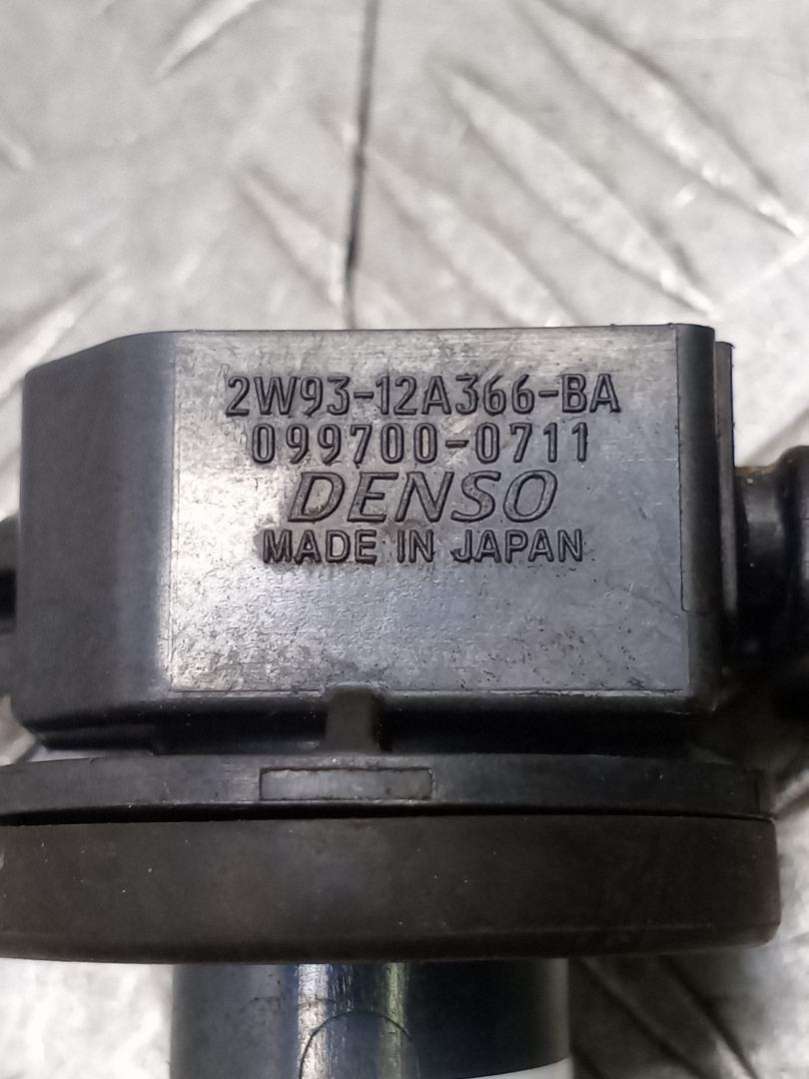 2W93-12A366-BA
099700-0711
DENSO
MADE IN JAPAN